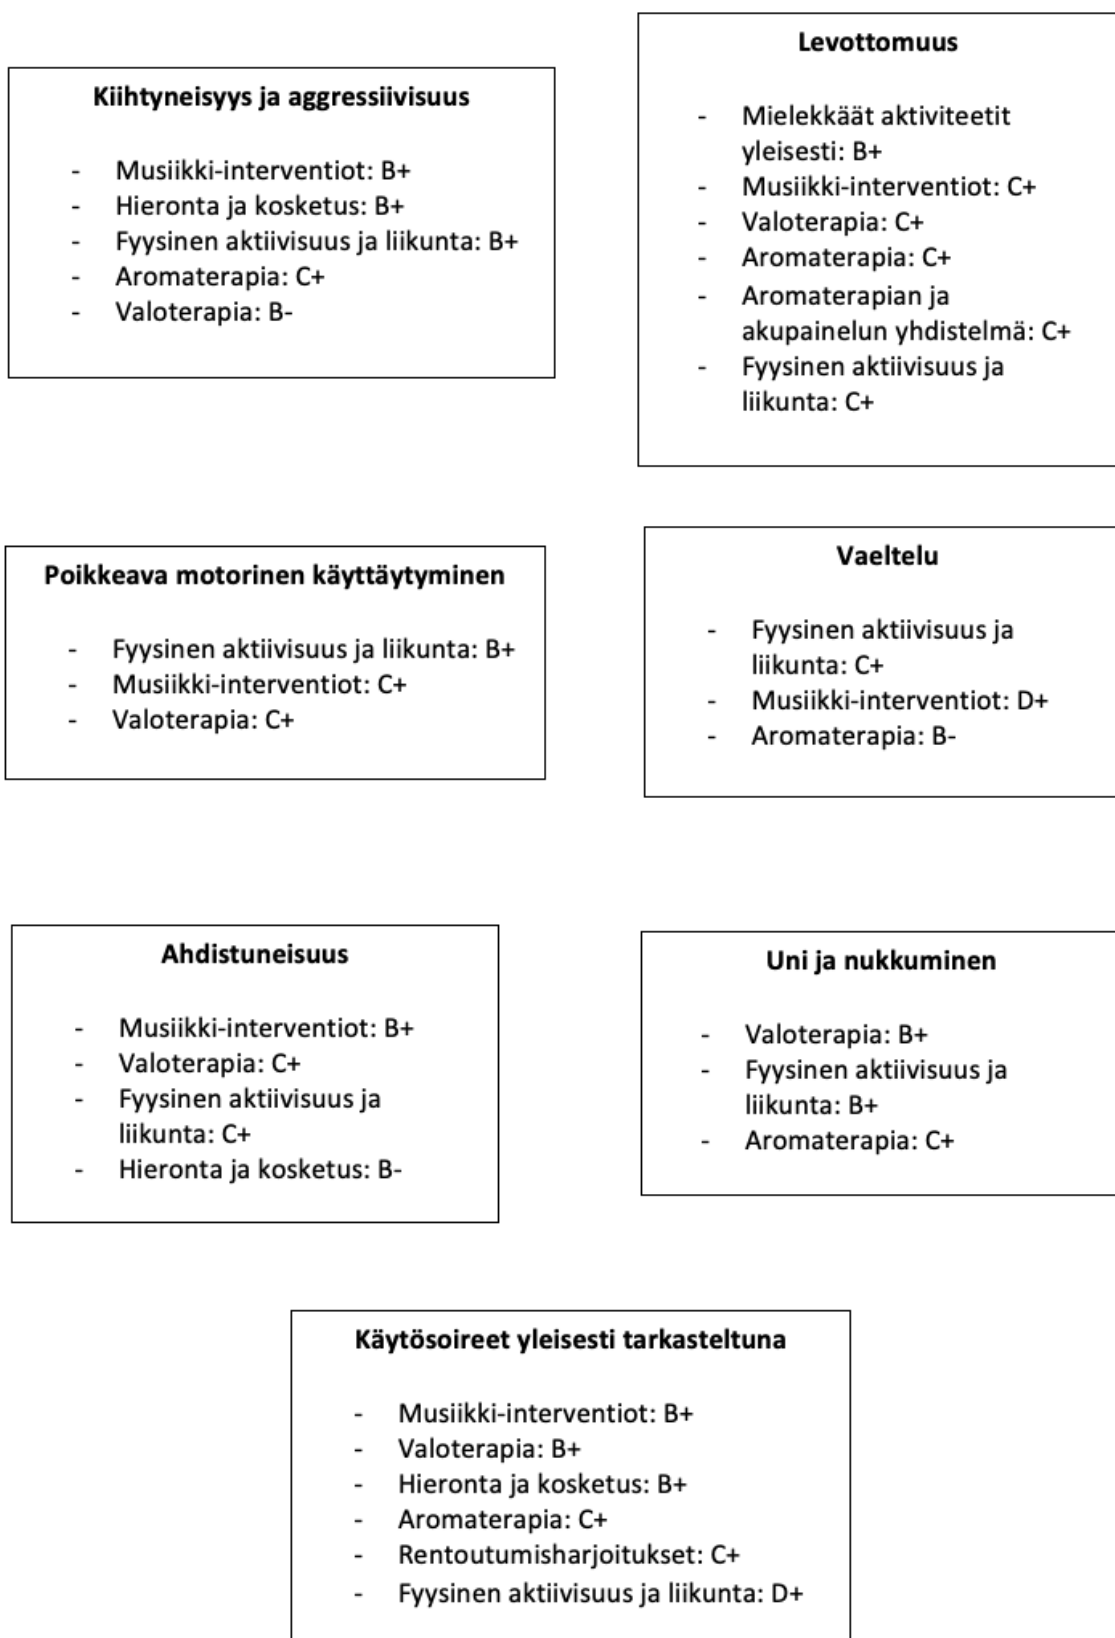 Kiihtyneisyys ja aggressiivisuus
- Musiikki-interventiot: B+
- Hieronta ja kosketus: B+
- Fyysinen aktiivisuus ja liikunta: B+
- Aromaterapia: C+
- Valoterapia: B-
Levottomuus
- Mielekkäät aktiviteetit
yleisesti: B+
- Musiikki-interventiot: C+
- Valoterapia: C+
- Aromaterapia: C+
- Aromaterapian ja
akupainelun yhdistelmä: C+
- Fyysinen aktiivisuus ja
liikunta: C+
Poikkeava motorinen käyttäytyminen
- Fyysinen aktiivisuus ja liikunta: B+
- Musiikki-interventiot: C+
- Valoterapia: C+
Vaeltelu
- Fyysinen aktiivisuus ja
liikunta: C+
- Musiikki-interventiot: D+
- Aromaterapia: B-
Ahdistuneisuus
- Musiikki-interventiot: B+
- Valoterapia: C+
- Fyysinen aktiivisuus ja
liikunta: C+
- Hieronta ja kosketus: B-
Uni ja nukkuminen
- Valoterapia: B+
- Fyysinen aktiivisuus ja
liikunta: B+
- Aromaterapia: C+
Käytösoireet yleisesti tarkasteltuna
- Musiikki-interventiot: B+
- Valoterapia: B+
- Hieronta ja kosketus: B+
- Aromaterapia: C+
- Rentoutumisharjoitukset: C+
- Fyysinen aktiivisuus ja liikunta: D+